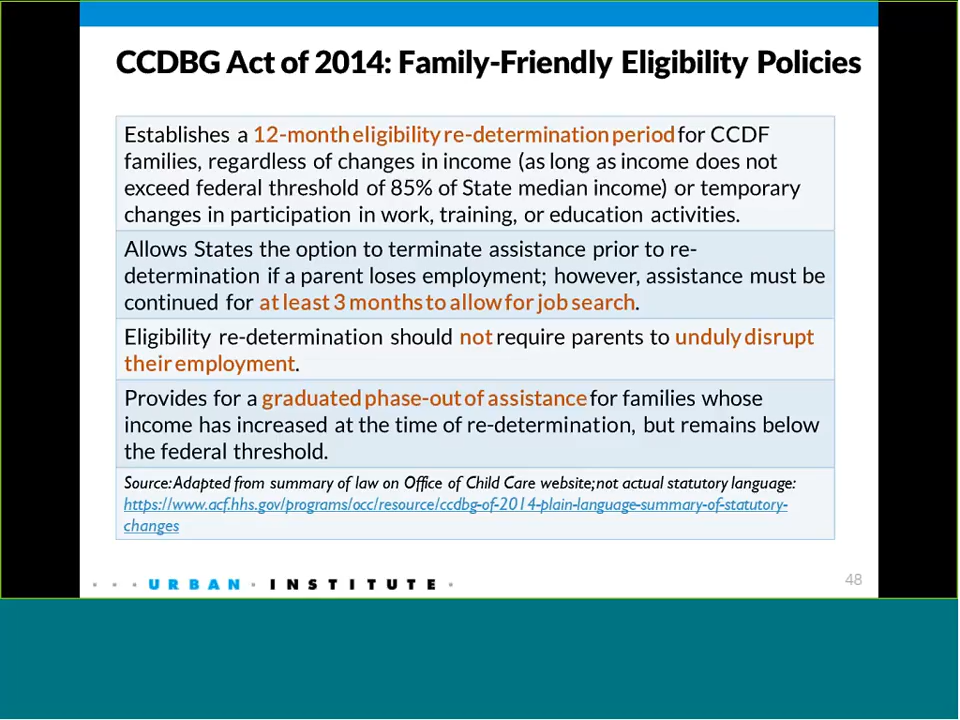 CCDBG Act of 2014: Family-Friendly Eligibility Policies
Establishes a 12-month eligibility re-determination period for CCDF
families, regardless of changes in income (as long as income does not
exceed federal threshold of 85% of State median income) or temporary
changes in participation in work, training, or education activities.
Allows States the option to terminate assistance prior to re-
determination if a parent loses employment; however, assistance must be
continued for at least 3 months to allow for job search.
Eligibility re-determination should not require parents to unduly disrupt
their employment.
Provides for a graduated phase-out of assistance for families whose
income has increased at the time of re-determination, but remains below
the federal threshold.
Source: Adapted from summary of law on Office of Child Care website; not actual statutory language:
https://www.acf.hhs.gov/programs/occ/resource/ccdbg-of-2014-plain-language-summary-of-statutory-
changes
URBAN INSTITUTE
48